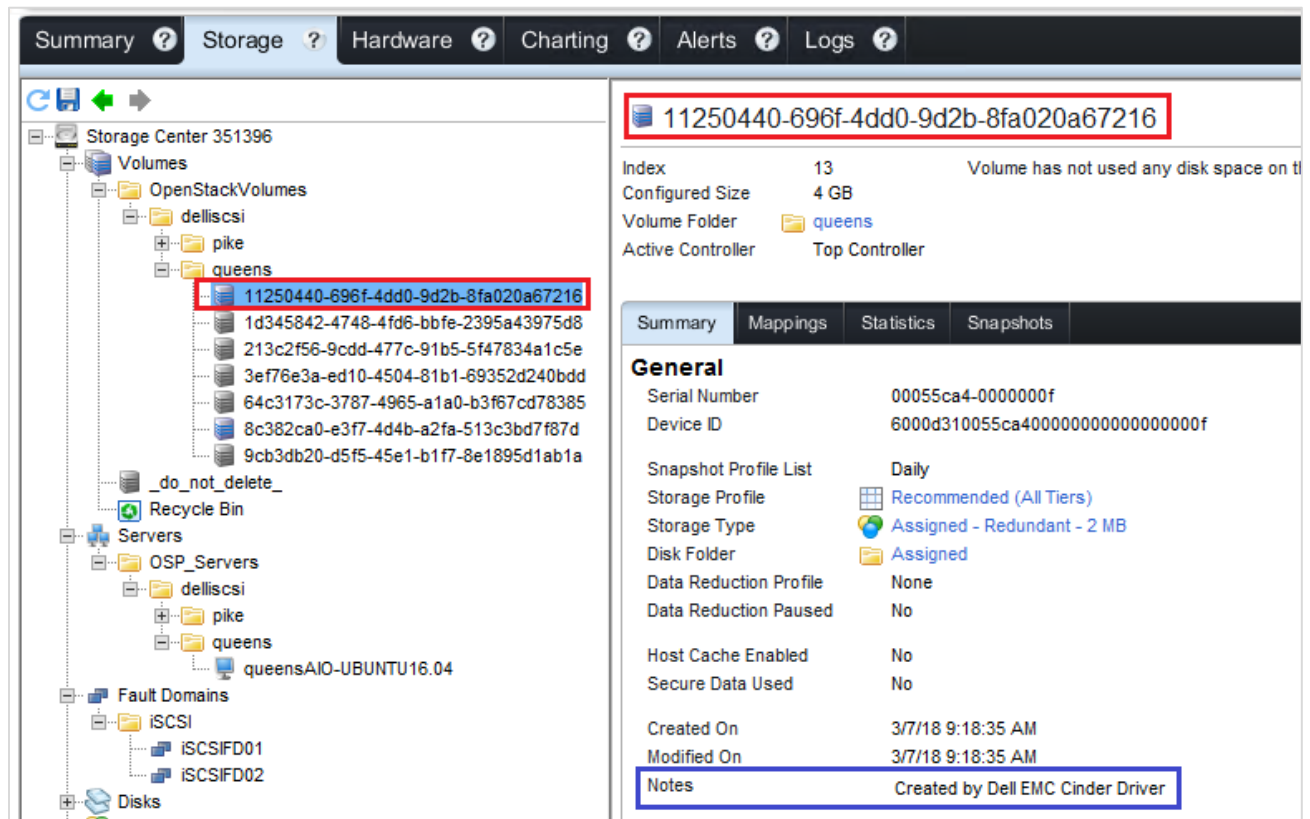 Summary ? Storage ? Hardware ? Charting ? Alerts ? Logs ?
Storage Center 351396
Volumes
OpenStackVolumes
delliscsi
pike
queens
11250440-696f-4dd0-9d2b-8fa020a67216
1d345842-4748-4fd6-bbfe-2395a43975d8
213c2f56-9cdd-477c-91b5-5f47834a1c5e
3ef76e3a-ed10-4504-81b1-69352d240bdd
64c3173c-3787-4965-a1a0-b3f67cd78385
8c382ca0-e3f7-4d4b-a2fa-513c3bd7f87d
9cb3db20-d5f5-45e1-b1f7-8e1895d1ab1a
_do_not_delete_
Recycle Bin
Servers
OSP_Servers
delliscsi
pike
queens
queensAIO-UBUNTU16.04
Fault Domains
iSCSI
iSCSIFD01
iSCSIFD02
Disks
11250440-696f-4dd0-9d2b-8fa020a67216
Index 13 Volume has not used any disk space on
Configured Size 4 GB
Volume Folder queens
Active Controller Top Controller
Summary Mappings Statistics Snapshots
General
Serial Number 00055ca4-0000000f
Device ID 6000d310055ca400000000000000000f
Snapshot Profile List Daily
Storage Profile Recommended (All Tiers)
Storage Type Assigned - Redundant - 2 MB
Disk Folder Assigned
Data Reduction Profile None
Data Reduction Paused No
Host Cache Enabled No
Secure Data Used No
Created On 3/7/18 9:18:35 AM
Modified On 3/7/18 9:18:35 AM
Notes Created by Dell EMC Cinder Driver